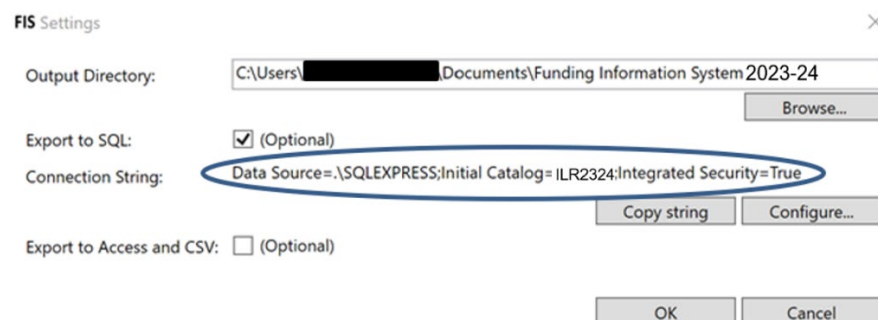 FIS Settings
Output Directory: C:\Users\ \Documents\Funding Information System 2023-24
Browse...
Export to SQL: (Optional)
Connection String: Data Source=.\SQLEXPRESS;Initial Catalog= ILR2324;Integrated Security=True
Copy string Configure...
Export to Access and CSV: (Optional)
OK Cancel